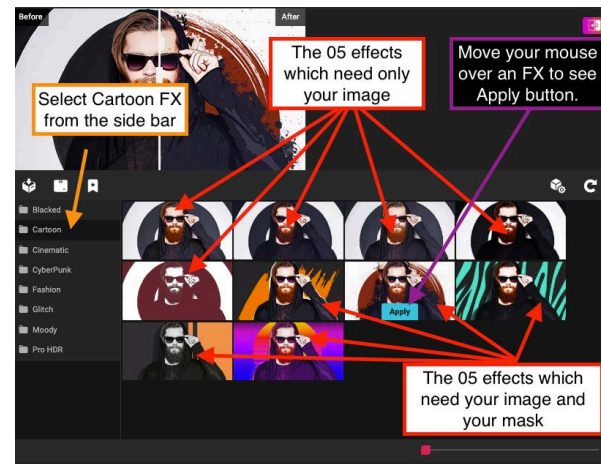 Before
After
The 05 effects
which need only
your image
Move your mouse
over an FX to see
Apply button.
Select Cartoon FX
from the side bar
Blacked
Cartoon
Cinematic
CyberPunk
Fashion
Glitch
Moody
Pro HDR
Apply
The 05 effects which
need your image and
your mask